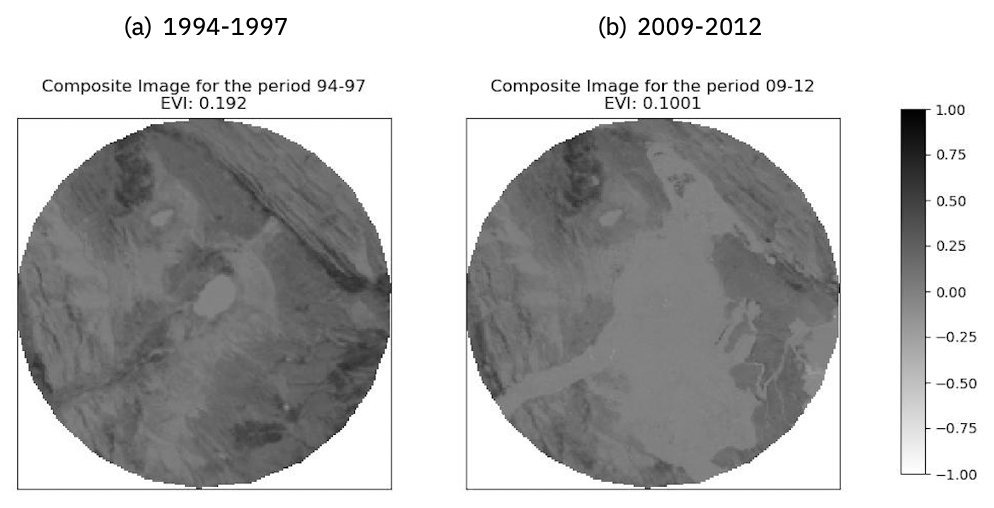 (a) 1994-1997
(b) 2009-2012
Composite Image for the period 94-97
EVI: 0.192
Composite Image for the period 09-12
EVI: 0.1001
1.00
0.75
0.50
0.25
0.00
−0.25
−0.50
−0.75
−1.00